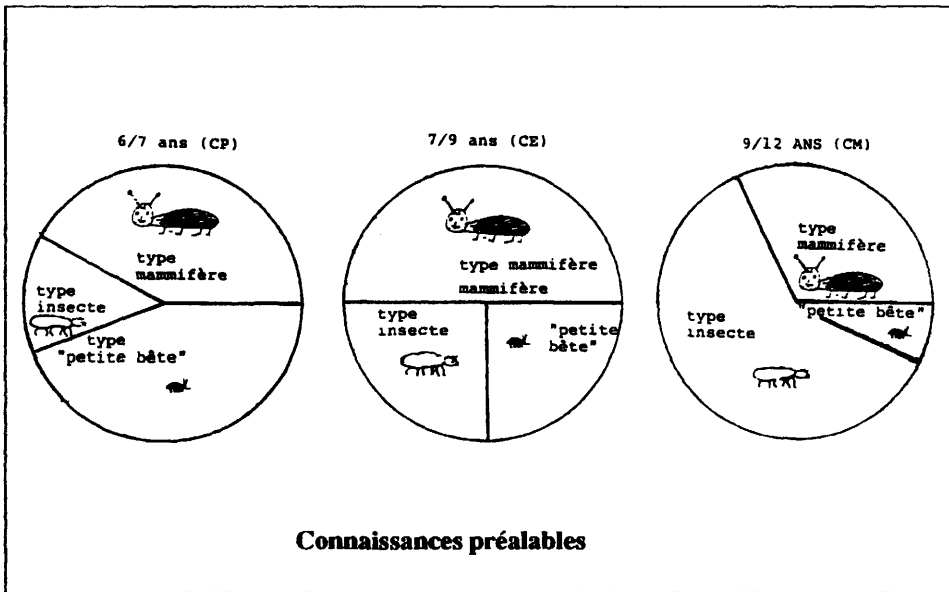 6/7 ans (CP)
type
mammifère
type
insecte
type
"petite bête"
7/9 ans (CE)
type mammifère
mammifère
type
insecte
"petite
bête"
9/12 ANS (CM)
type
mammifère
"petite bête"
type
insecte
Connaissances préalables